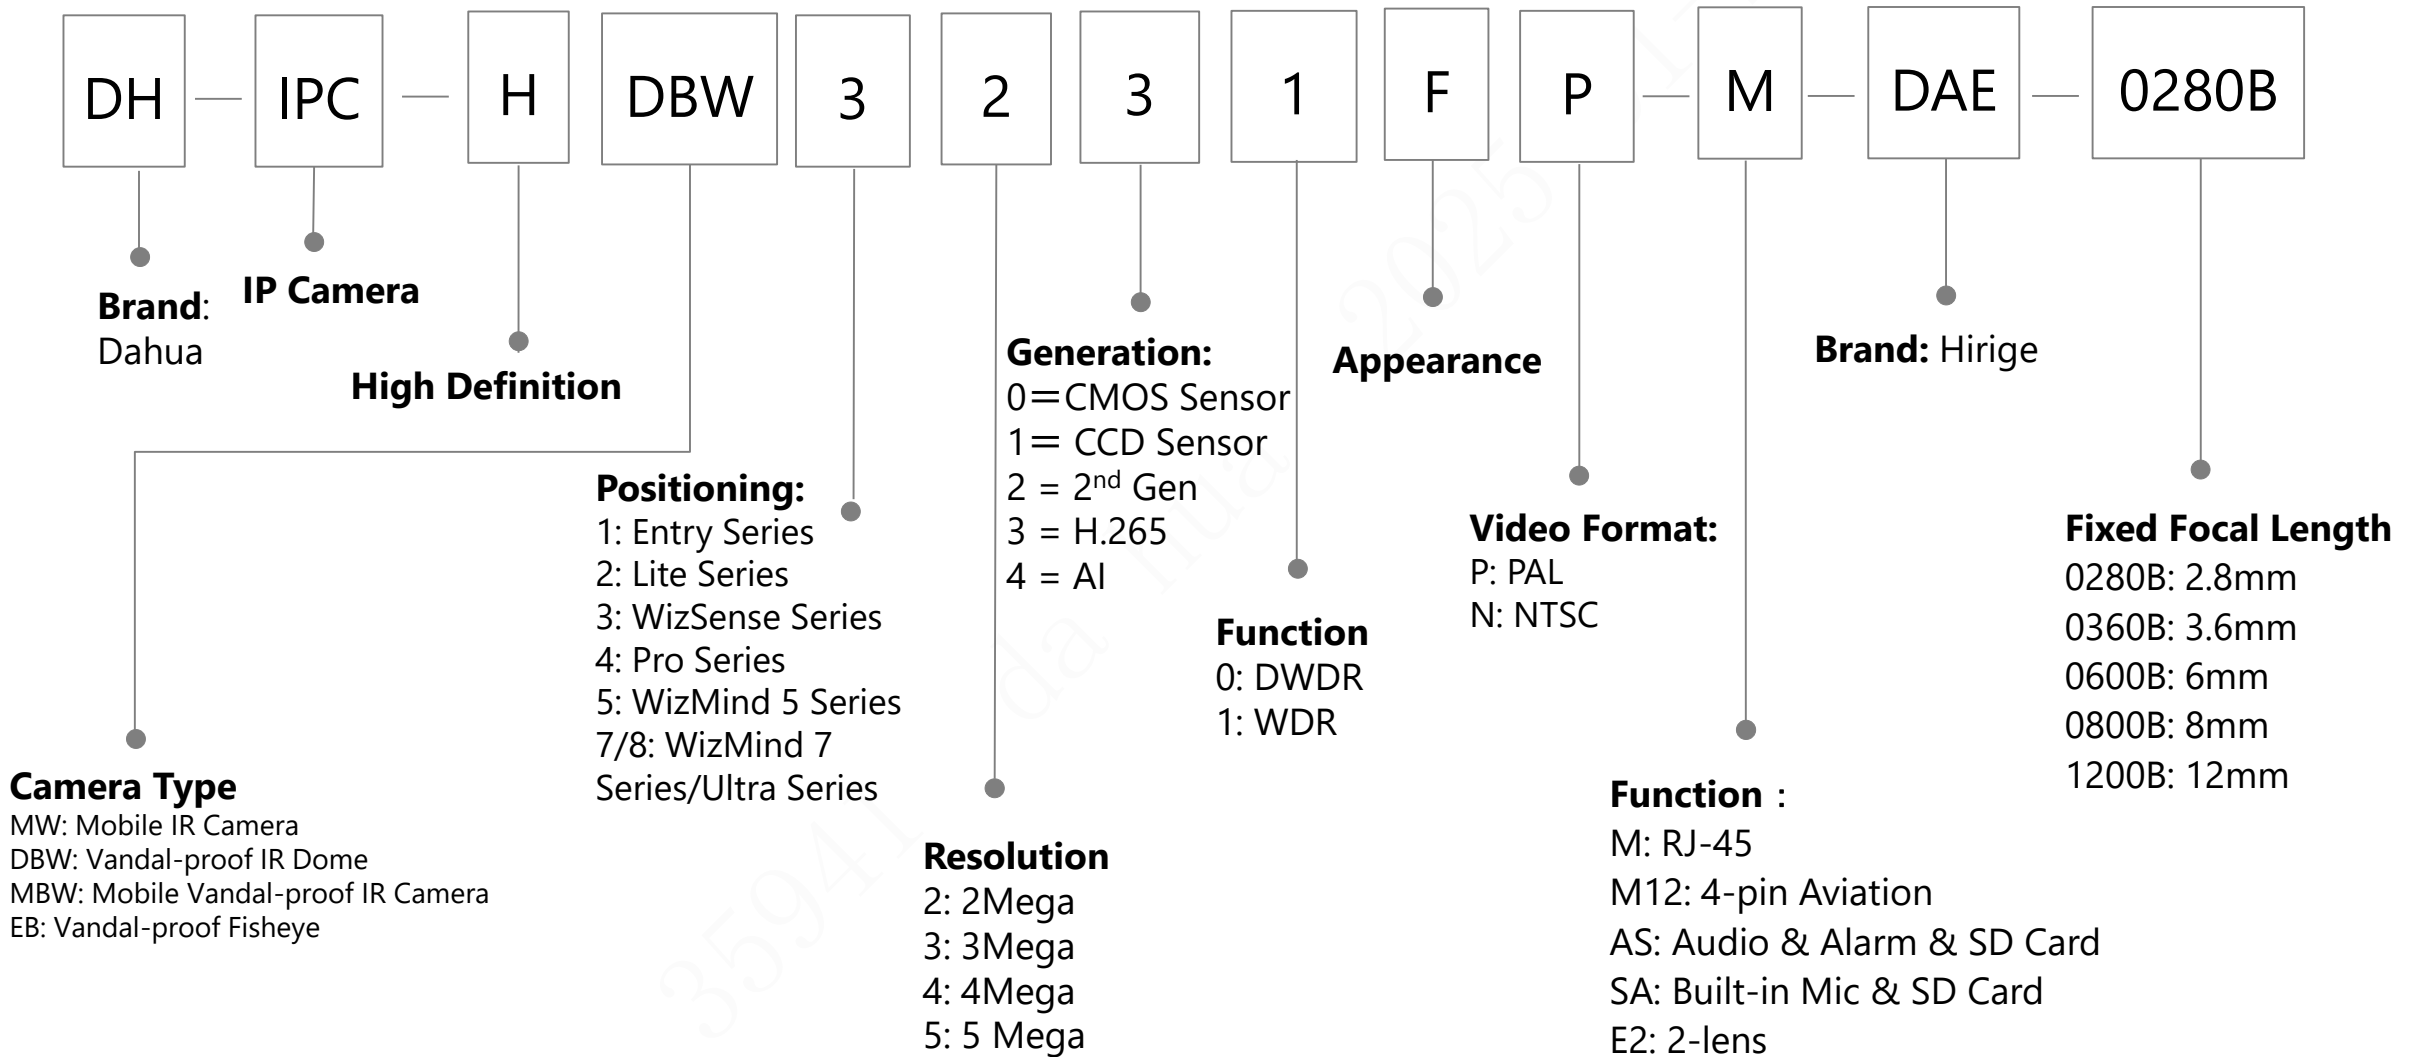 DH — IPC — H DBW 3 2 3 1 F P — M — DAE — 0280B
Brand:
Dahua
IP Camera
High Definition
Camera Type
MW: Mobile IR Camera
DBW: Vandal-proof IR Dome
MBW: Mobile Vandal-proof IR Camera
EB: Vandal-proof Fisheye
Positioning:
1: Entry Series
2: Lite Series
3: WizSense Series
4: Pro Series
5: WizMind 5 Series
7/8: WizMind 7
Series/Ultra Series
Resolution
2: 2Mega
3: 3Mega
4: 4Mega
5: 5 Mega
Generation:
0＝CMOS Sensor
1＝ CCD Sensor
2 = 2nd Gen
3 = H.265
4 = AI
Function
0: DWDR
1: WDR
Appearance
Video Format:
P: PAL
N: NTSC
Function：
M: RJ-45
M12: 4-pin Aviation
AS: Audio & Alarm & SD Card
SA: Built-in Mic & SD Card
E2: 2-lens
Brand: Hirige
Fixed Focal Length
0280B: 2.8mm
0360B: 3.6mm
0600B: 6mm
0800B: 8mm
1200B: 12mm